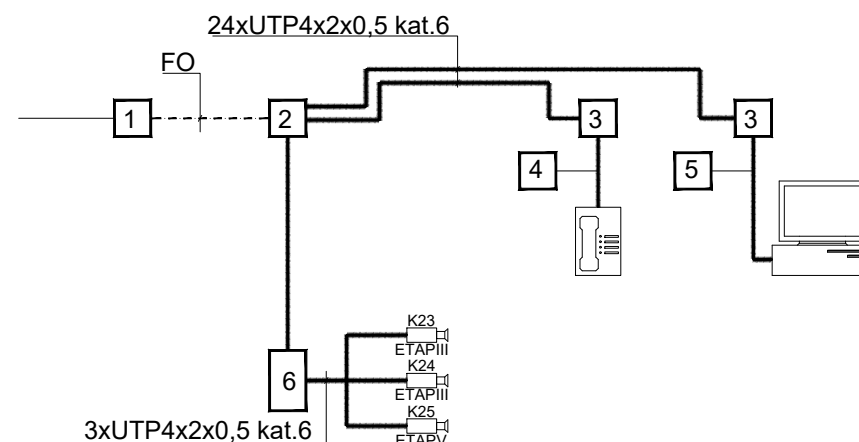 24xUTP4x2x0,5 kat.6
FO
1
2
3
3
4
5
K23
ETAPIII
K24
6
ETAPIII
K25
3xUTP4x2x0,5 kat.6
ETAPV